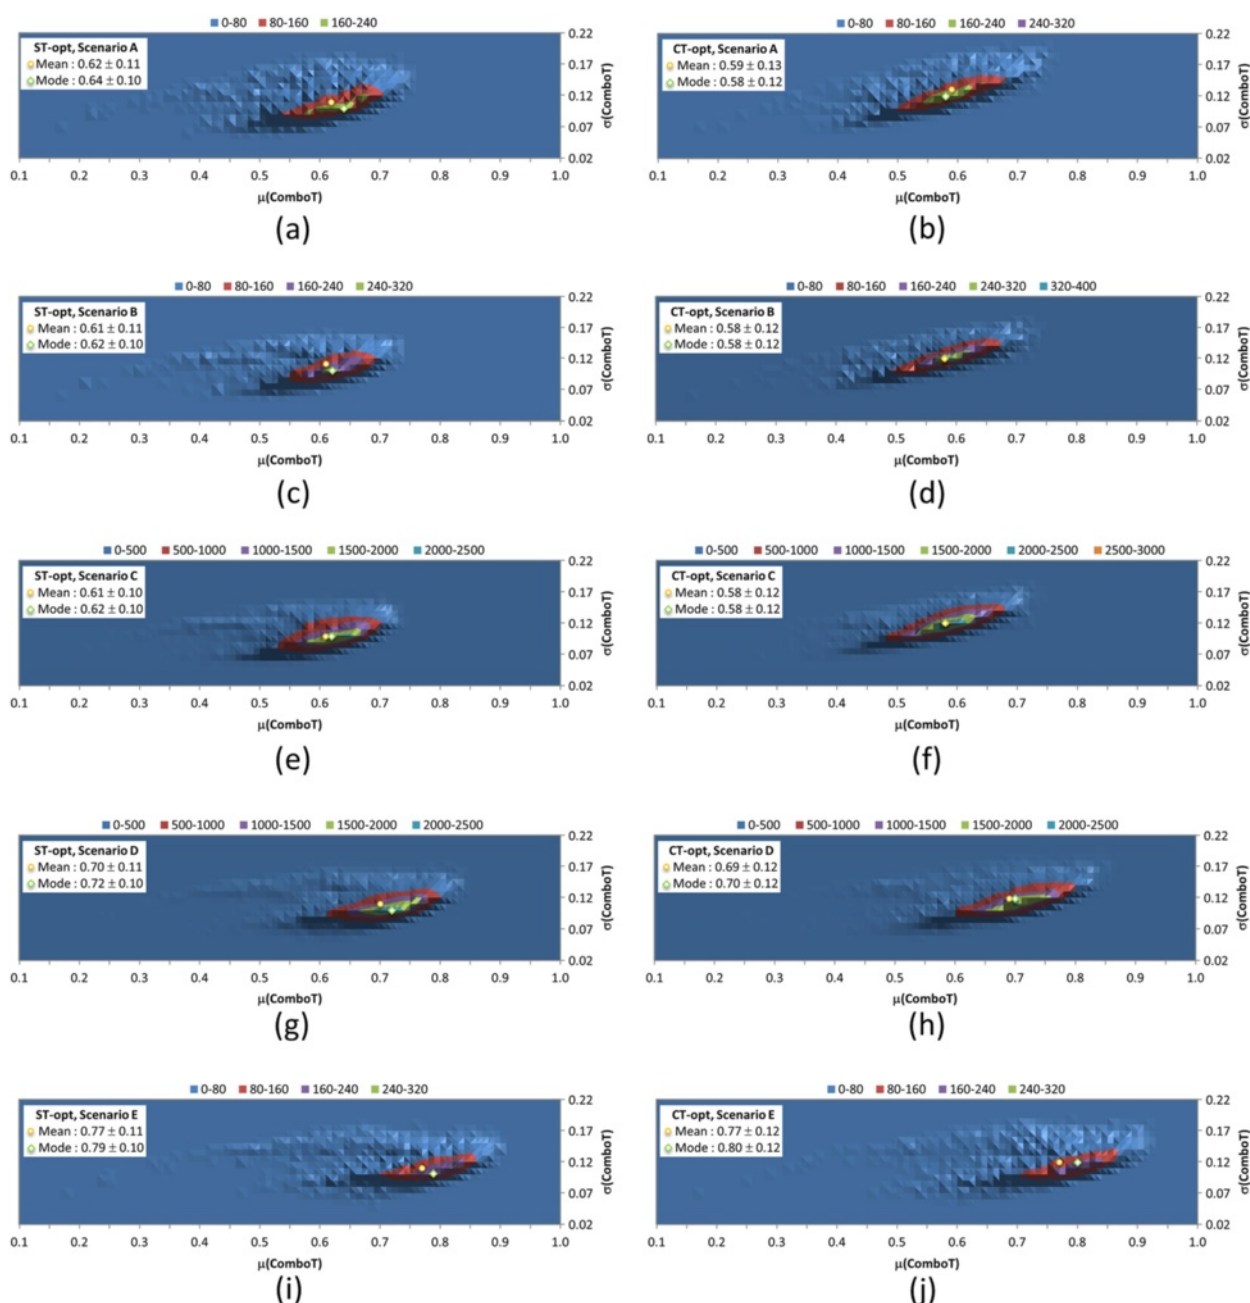 0-80 80-160 160-240
ST-opt, Scenario A
Mean : 0.62 ± 0.11
Mode : 0.64 ± 0.10
0.22
0.17
0.12
0.07
0.02
σ(ComboT)
0.1 0.2 0.3 0.4 0.5 0.6 0.7 0.8 0.9 1.0
μ(ComboT)
(a)
0-80 80-160 160-240 240-320
CT-opt, Scenario A
Mean : 0.59 ± 0.13
Mode : 0.58 ± 0.12
0.22
0.17
0.12
0.07
0.02
σ(ComboT)
0.1 0.2 0.3 0.4 0.5 0.6 0.7 0.8 0.9 1.0
μ(ComboT)
(b)
0-80 80-160 160-240 240-320
ST-opt, Scenario B
Mean : 0.61 ± 0.11
Mode : 0.62 ± 0.10
0.22
0.17
0.12
0.07
0.02
σ(ComboT)
0.1 0.2 0.3 0.4 0.5 0.6 0.7 0.8 0.9 1.0
μ(ComboT)
(c)
0-80 80-160 160-240 240-320 320-400
CT-opt, Scenario B
Mean : 0.58 ± 0.12
Mode : 0.58 ± 0.12
0.22
0.17
0.12
0.07
0.02
σ(ComboT)
0.1 0.2 0.3 0.4 0.5 0.6 0.7 0.8 0.9 1.0
μ(ComboT)
(d)
0-500 500-1000 1000-1500 1500-2000 2000-2500
ST-opt, Scenario C
Mean : 0.61 ± 0.10
Mode : 0.62 ± 0.10
0.22
0.17
0.12
0.07
0.02
σ(ComboT)
0.1 0.2 0.3 0.4 0.5 0.6 0.7 0.8 0.9 1.0
μ(ComboT)
(e)
0-500 500-1000 1000-1500 1500-2000 2000-2500 2500-3000
CT-opt, Scenario C
Mean : 0.58 ± 0.12
Mode : 0.58 ± 0.12
0.22
0.17
0.12
0.07
0.02
σ(ComboT)
0.1 0.2 0.3 0.4 0.5 0.6 0.7 0.8 0.9 1.0
μ(ComboT)
(f)
0-500 500-1000 1000-1500 1500-2000 2000-2500
ST-opt, Scenario D
Mean : 0.70 ± 0.11
Mode : 0.72 ± 0.10
0.22
0.17
0.12
0.07
0.02
σ(ComboT)
0.1 0.2 0.3 0.4 0.5 0.6 0.7 0.8 0.9 1.0
μ(ComboT)
(g)
0-500 500-1000 1000-1500 1500-2000 2000-2500
CT-opt, Scenario D
Mean : 0.69 ± 0.12
Mode : 0.70 ± 0.12
0.22
0.17
0.12
0.07
0.02
σ(ComboT)
0.1 0.2 0.3 0.4 0.5 0.6 0.7 0.8 0.9 1.0
μ(ComboT)
(h)
0-80 80-160 160-240 240-320
ST-opt, Scenario E
Mean : 0.77 ± 0.11
Mode : 0.79 ± 0.10
0.22
0.17
0.12
0.07
0.02
σ(ComboT)
0.1 0.2 0.3 0.4 0.5 0.6 0.7 0.8 0.9 1.0
μ(ComboT)
(i)
0-80 80-160 160-240 240-320
CT-opt, Scenario E
Mean : 0.77 ± 0.12
Mode : 0.80 ± 0.12
0.22
0.17
0.12
0.07
0.02
σ(ComboT)
0.1 0.2 0.3 0.4 0.5 0.6 0.7 0.8 0.9 1.0
μ(ComboT)
(j)